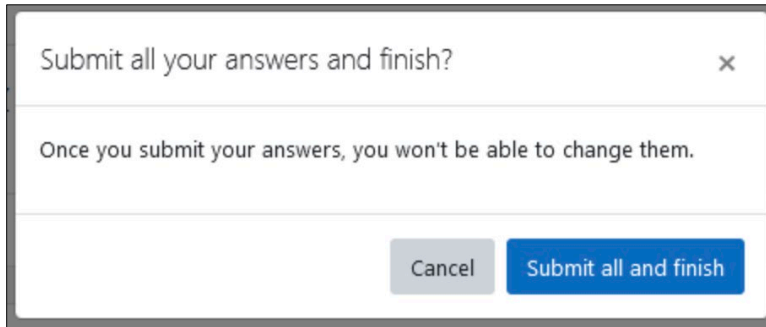 Submit all your answers and finish?
×
Once you submit your answers, you won't be able to change them.
Cancel
Submit all and finish